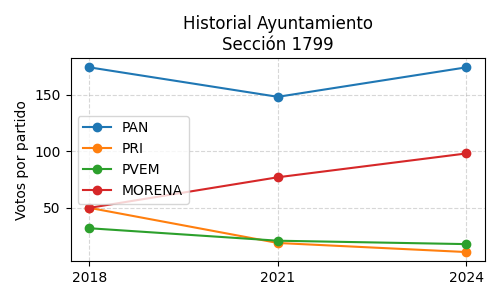 Historial Ayuntamiento
Sección 1799
Votos por partido
150
100
50
PAN
PRI
PVEM
MORENA
2018
2021
2024